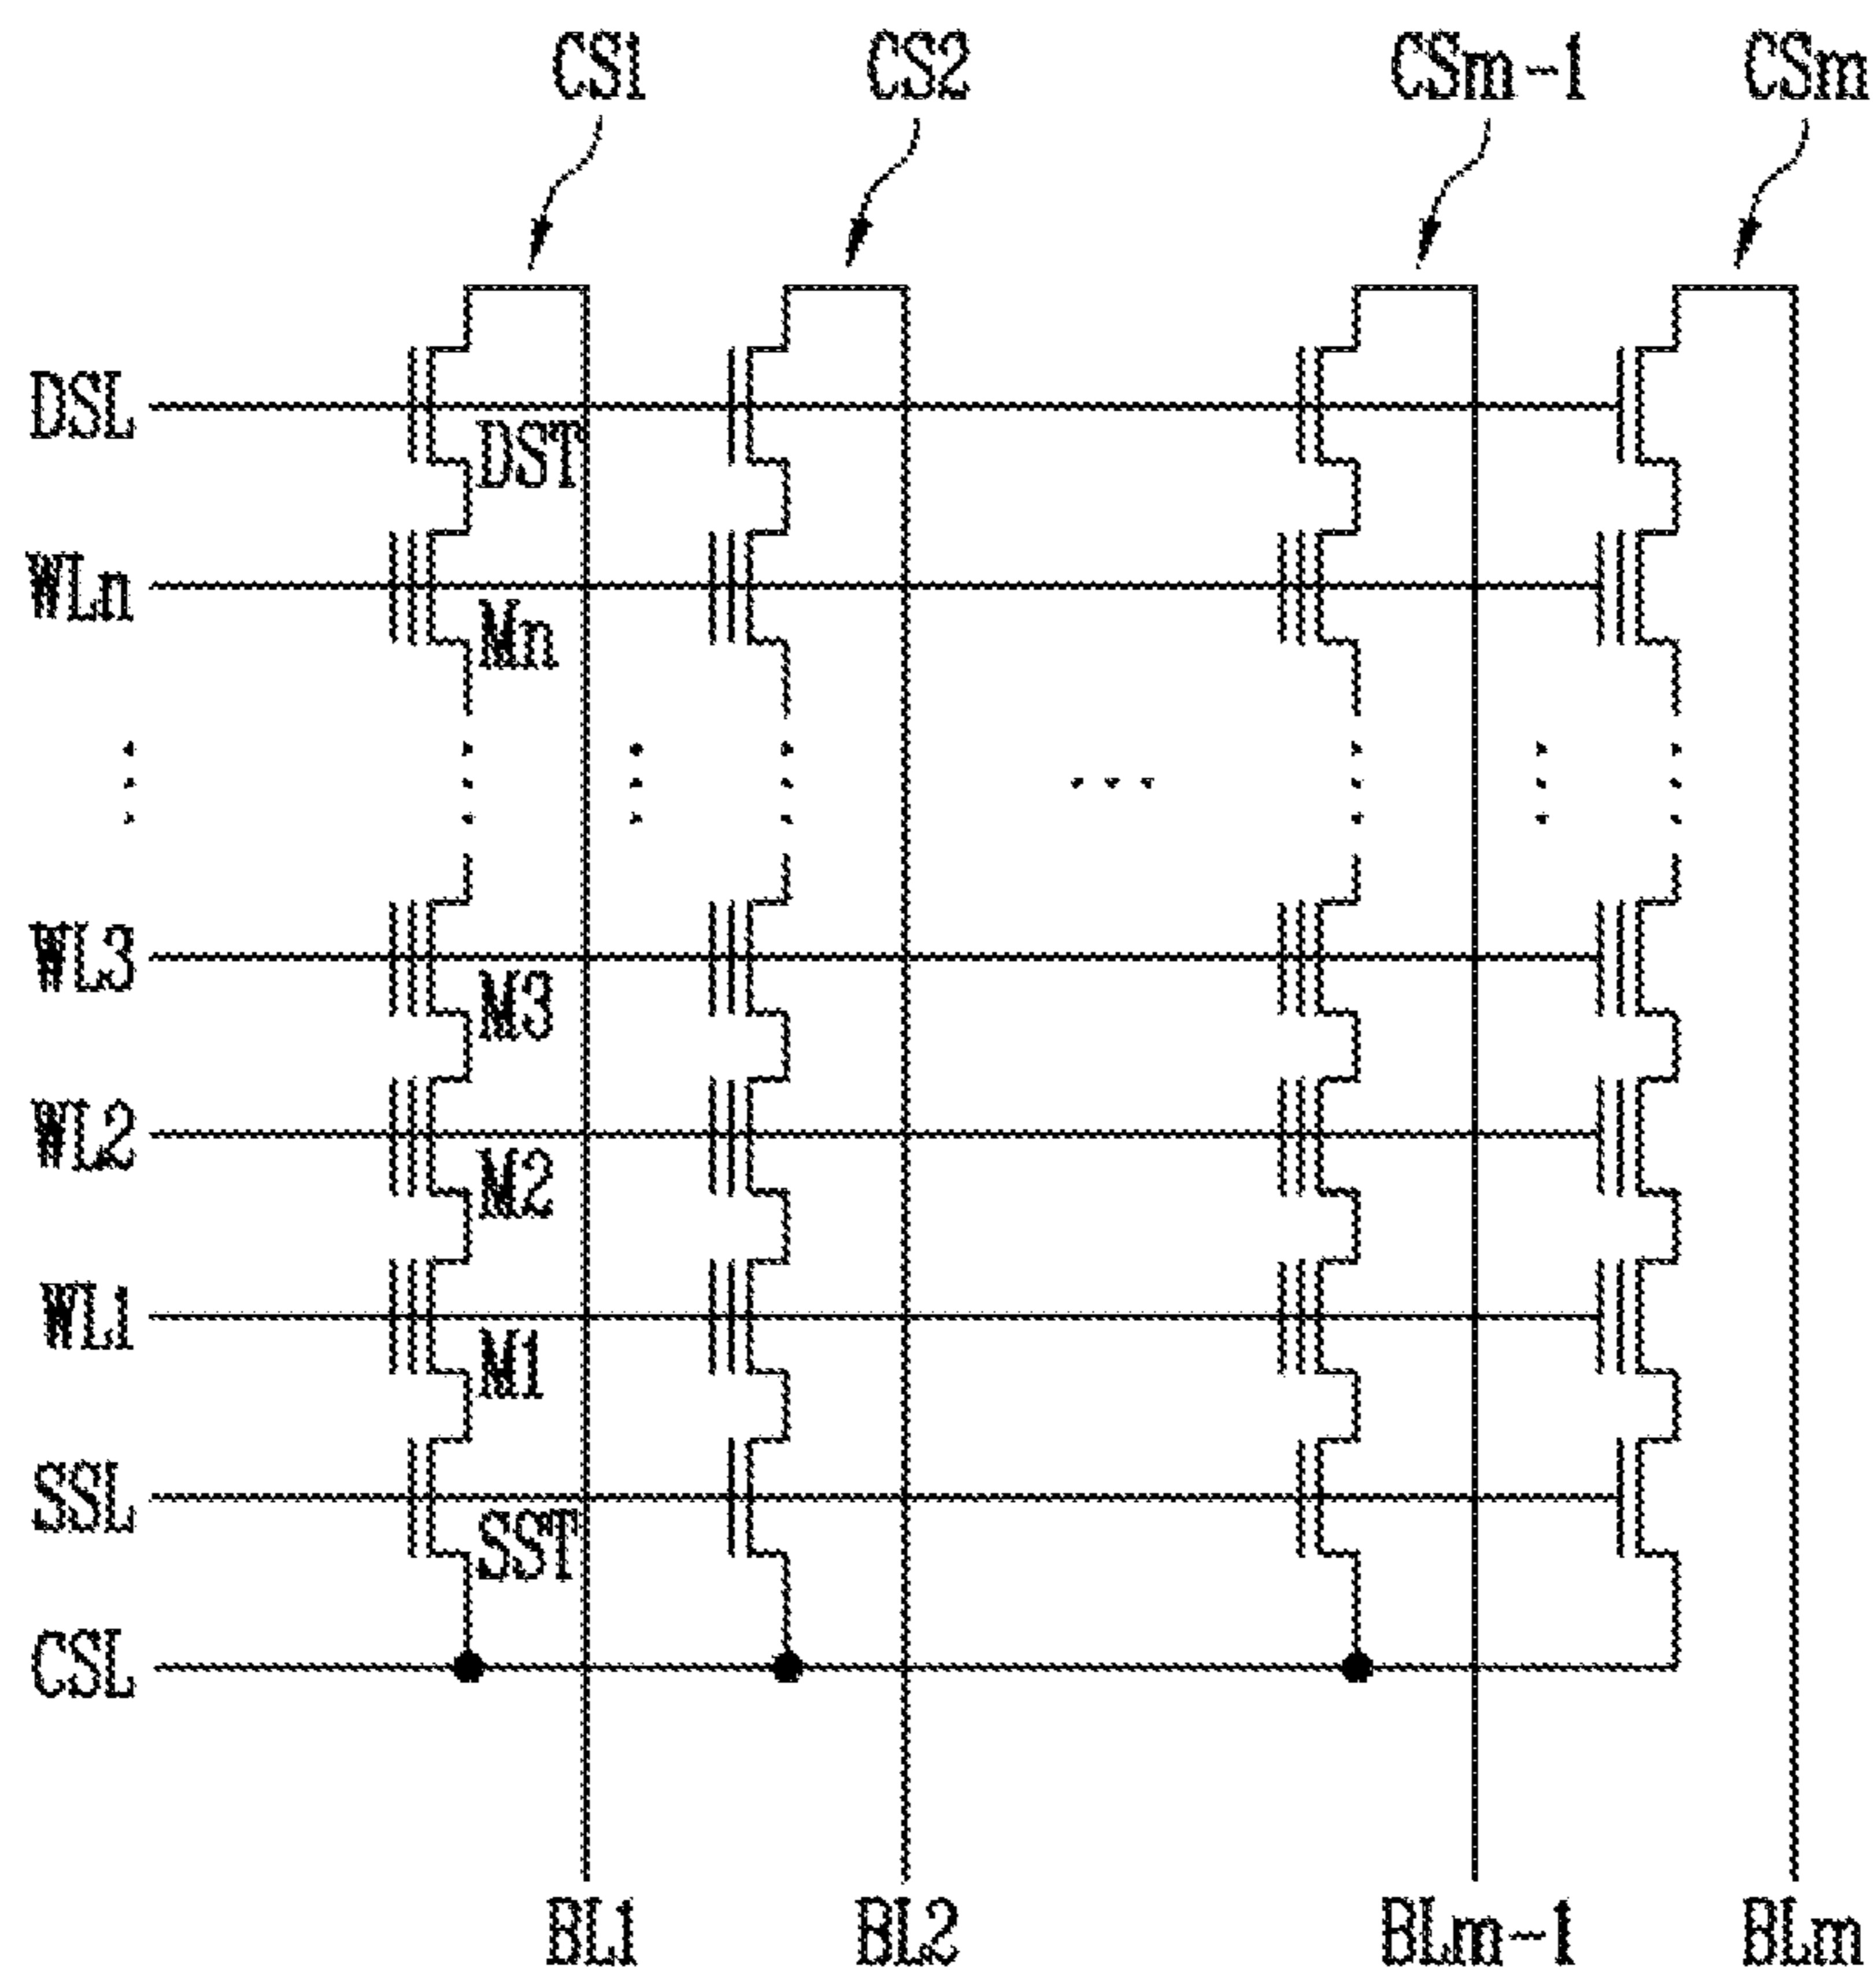 CS1 CS2 CSm-1 CSm
DSL
DST
WLn
Mn
WL3
M3
WL2
M2
WL1
M1
SSL
SST
CSL
BL1 BL2 BLm-1 BLm